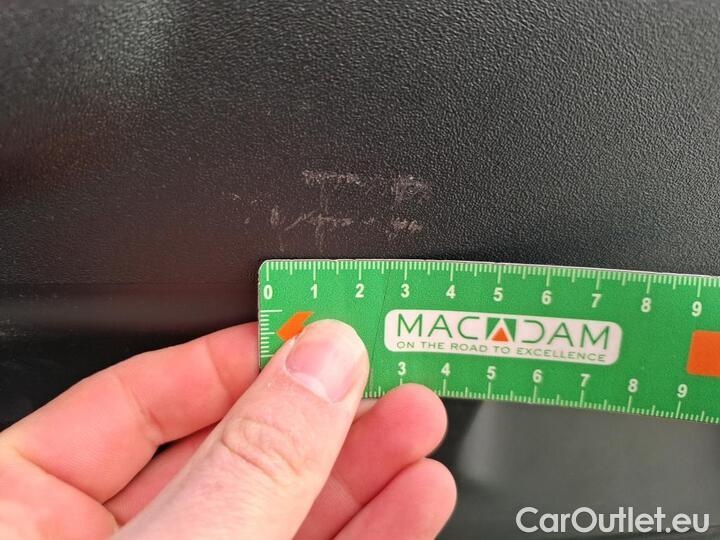 0 1 2 3 4 5 6 7 8 9
MACADAM
ON THE ROAD TO EXCELLENCE
3 4 5 6 7 8 9
CarOutlet.eu